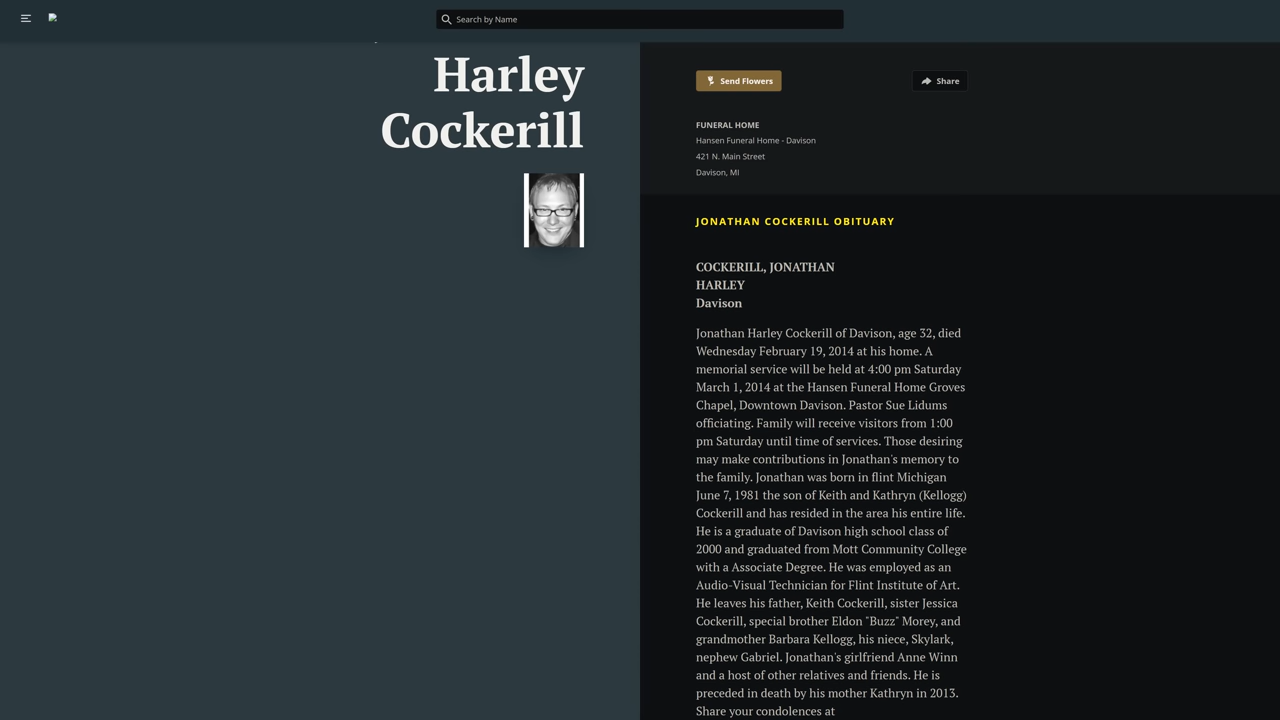 Search by Name
Harley
Cockerill
Send Flowers
Share
FUNERAL HOME
Hansen Funeral Home - Davison
421 N. Main Street
Davison, MI
JONATHAN COCKERILL OBITUARY
COCKERILL, JONATHAN
HARLEY
Davison
Jonathan Harley Cockerill of Davison, age 32, died
Wednesday February 19, 2014 at his home. A
memorial service will be held at 4:00 pm Saturday
March 1, 2014 at the Hansen Funeral Home Groves
Chapel, Downtown Davison. Pastor Sue Lidums
officiating. Family will receive visitors from 1:00
pm Saturday until time of services. Those desiring
may make contributions in Jonathan's memory to
the family. Jonathan was born in flint Michigan
June 7, 1981 the son of Keith and Kathryn (Kellogg)
Cockerill and has resided in the area his entire life.
He is a graduate of Davison high school class of
2000 and graduated from Mott Community College
with a Associate Degree. He was employed as an
Audio-Visual Technician for Flint Institute of Art.
He leaves his father, Keith Cockerill, sister Jessica
Cockerill, special brother Eldon "Buzz" Morey, and
grandmother Barbara Kellogg, his niece, Skylark,
nephew Gabriel. Jonathan's girlfriend Anne Winn
and a host of other relatives and friends. He is
preceded in death by his mother Kathryn in 2013.
Share your condolences at